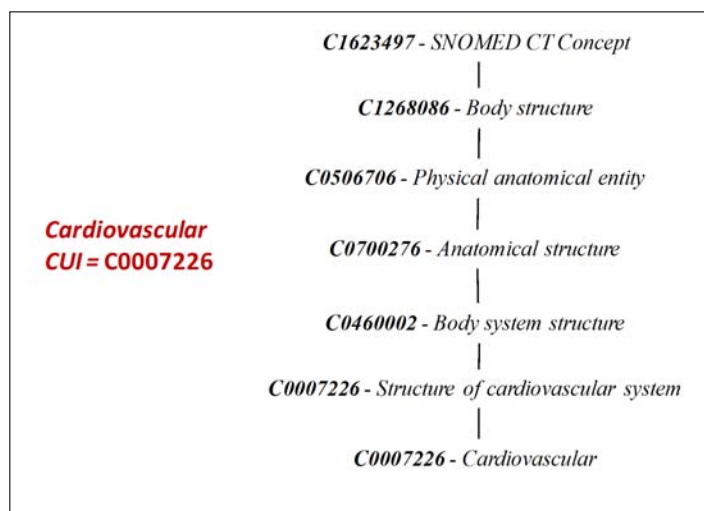 C1623497 - SNOMED CT Concept
C1268086 - Body structure
C0506706 - Physical anatomical entity
Cardiovascular
CUI = C0007226
C0700276 - Anatomical structure
C0460002 - Body system structure
C0007226 - Structure of cardiovascular system
C0007226 - Cardiovascular